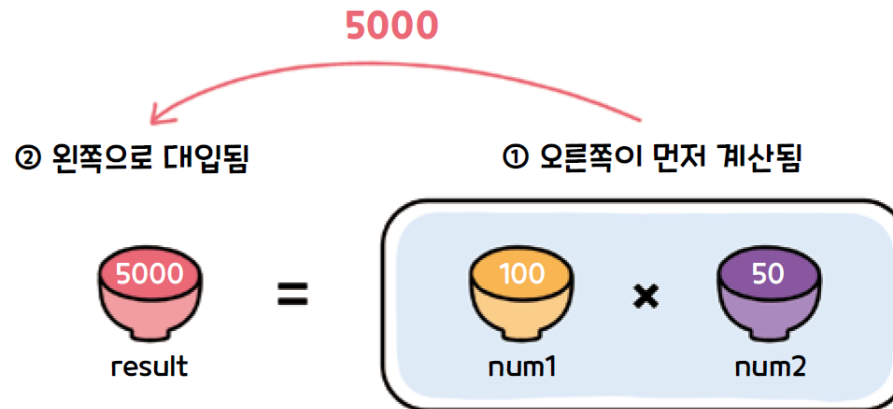 5000
② 왼쪽으로 대입됨
① 오른쪽이 먼저 계산됨
5000 = 100 × 50
result num1 num2